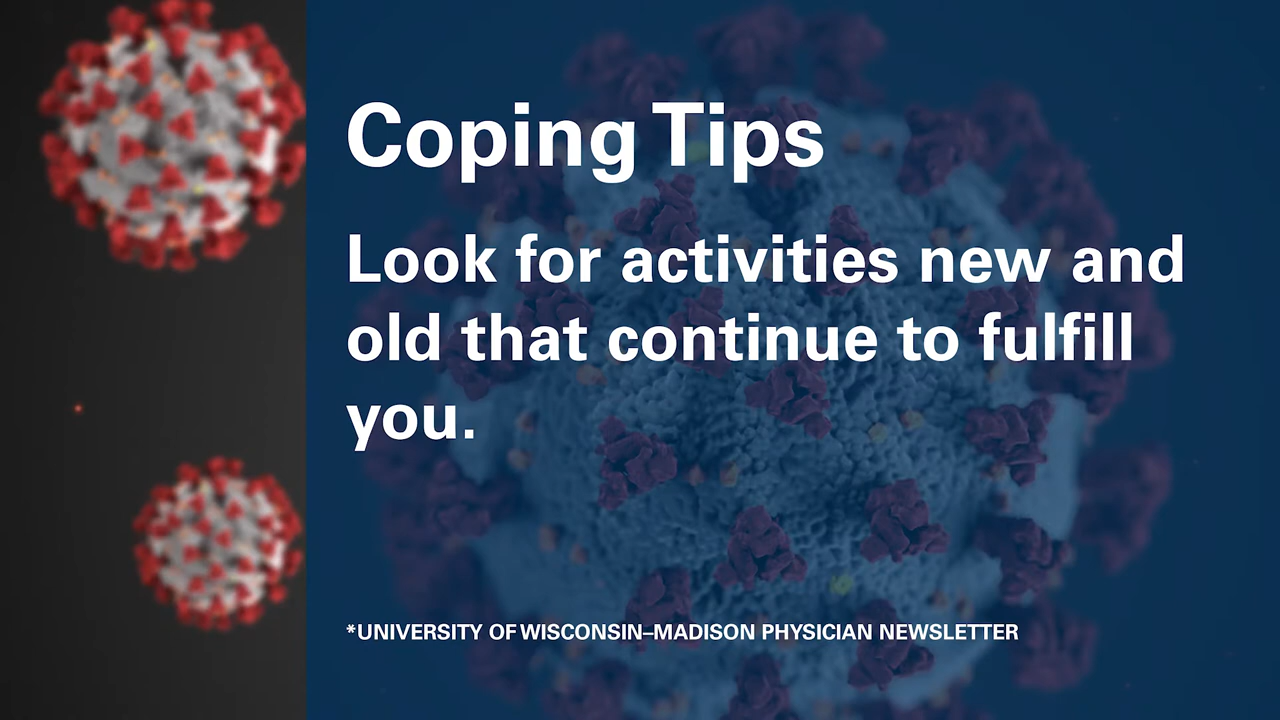 Coping Tips
Look for activities new and
old that continue to fulfill
you.
*UNIVERSITY OF WISCONSIN–MADISON PHYSICIAN NEWSLETTER